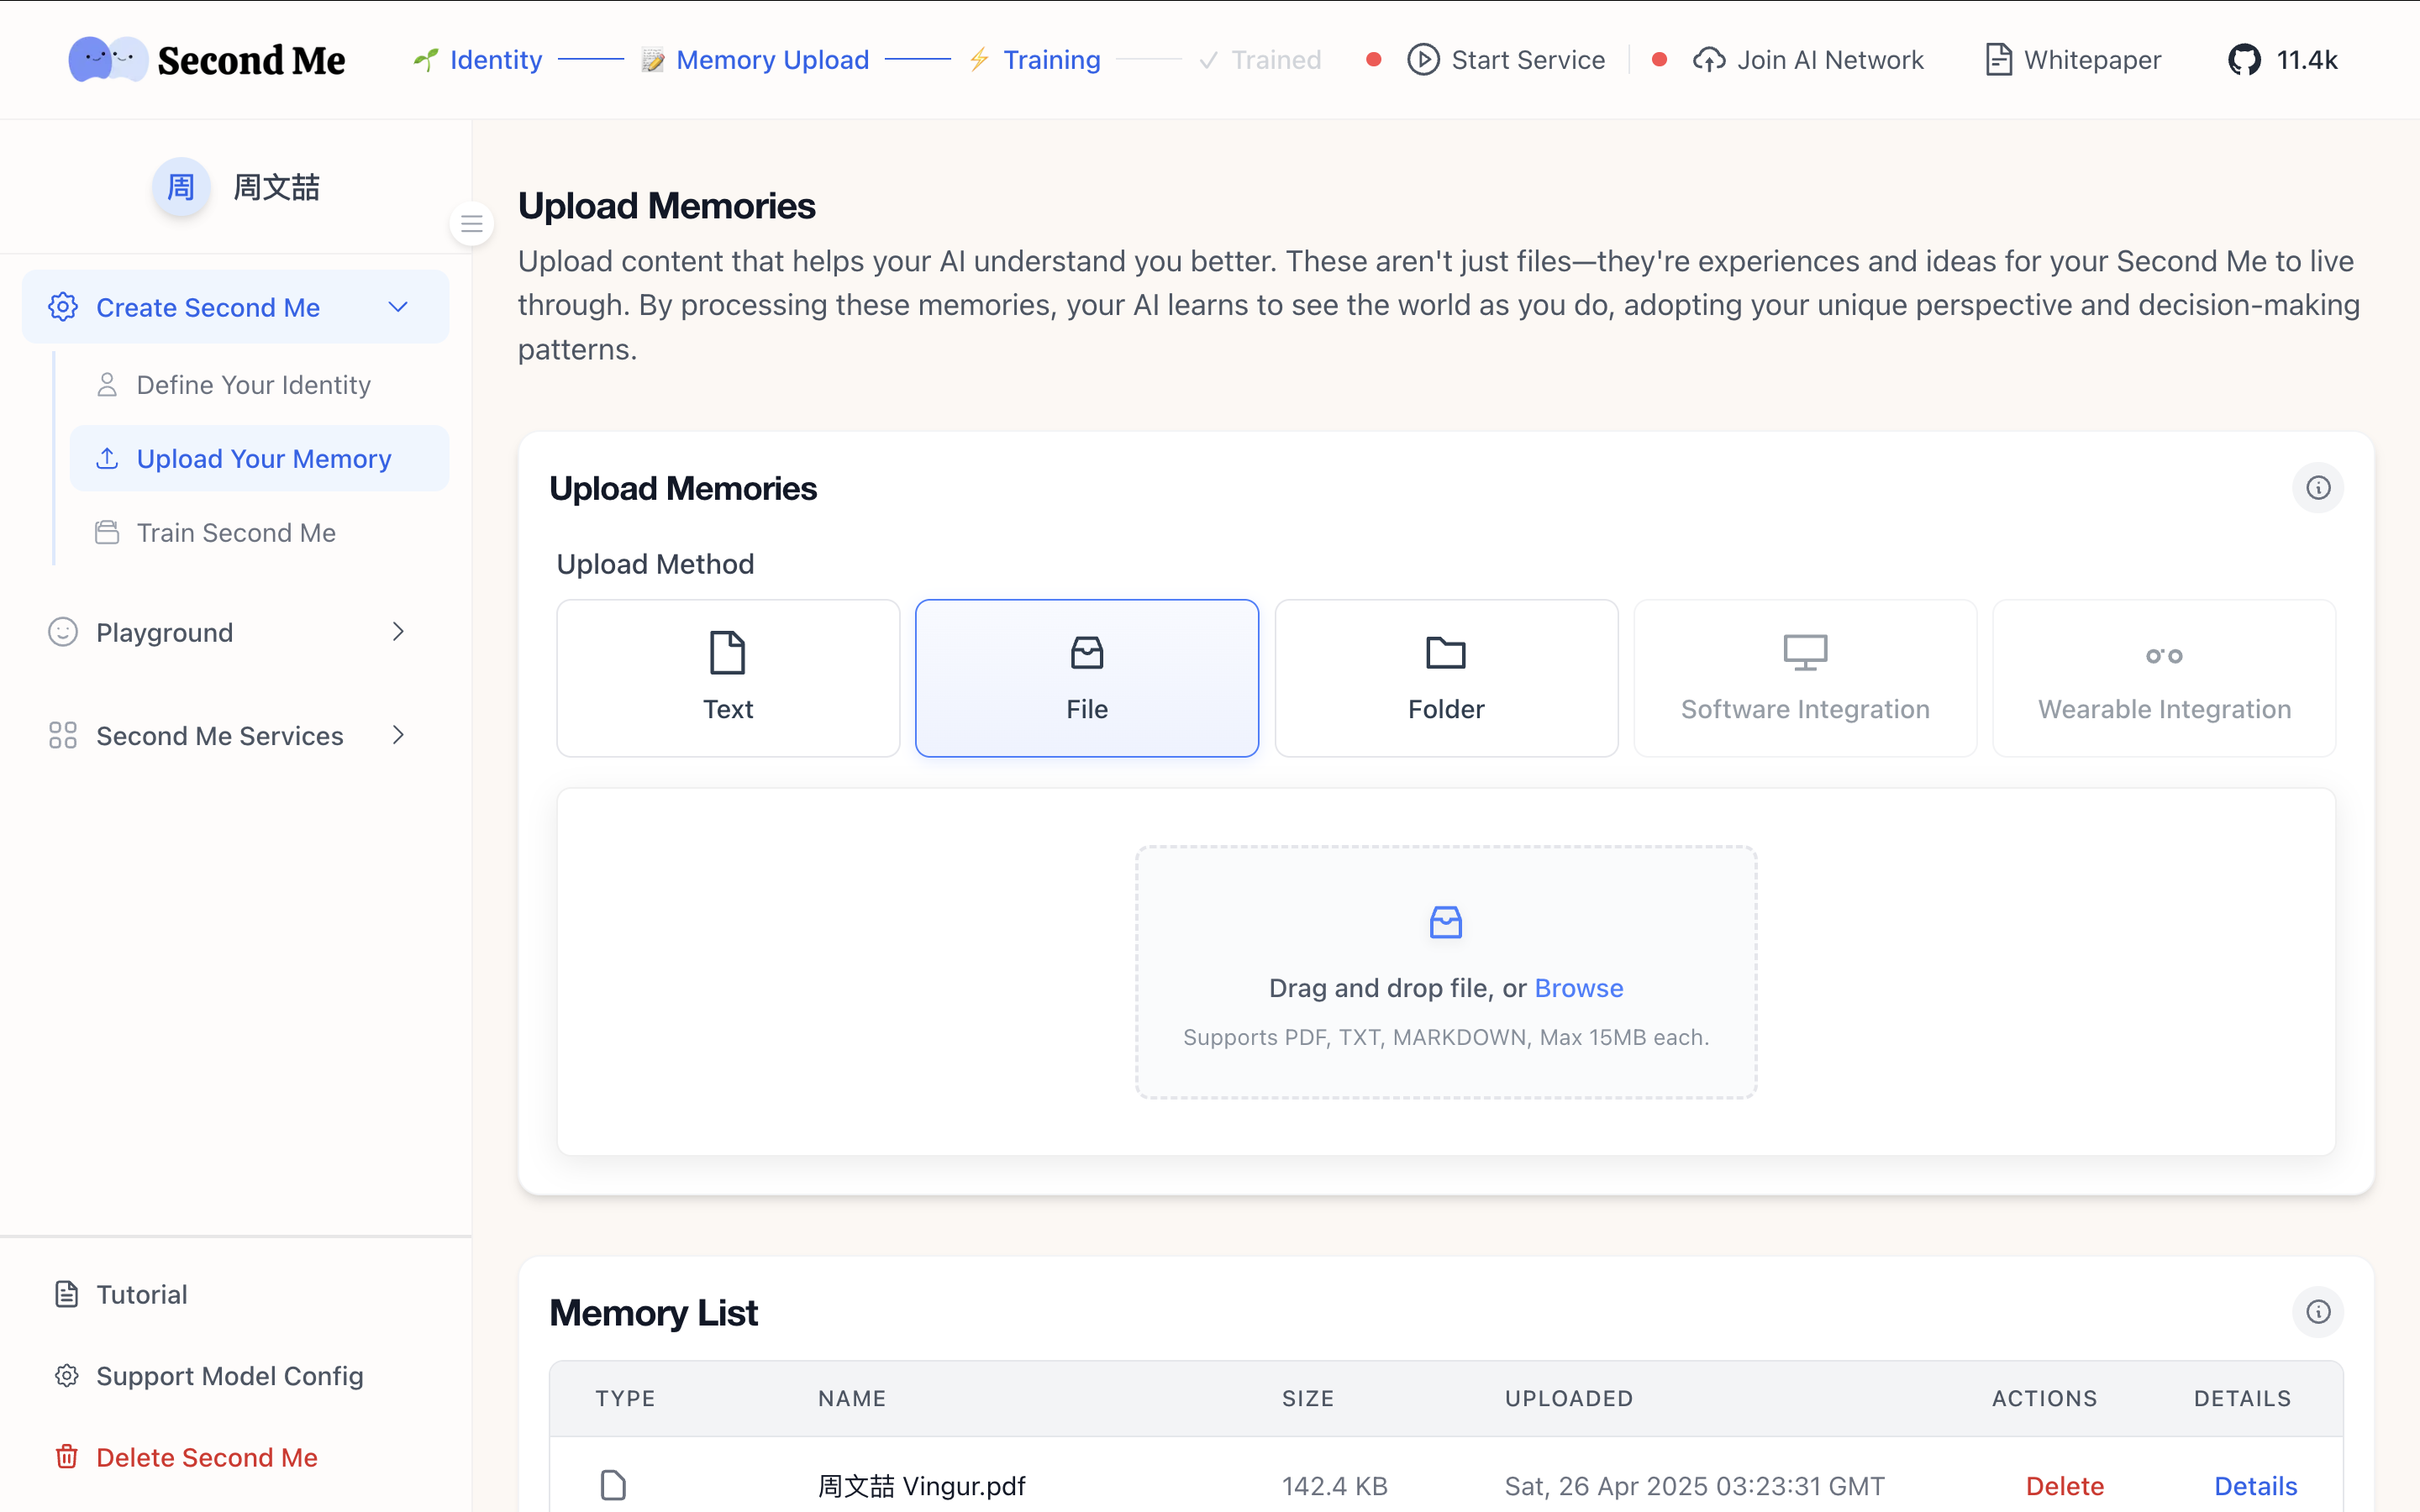 Second Me
Identity
Memory Upload
Training
Trained
Start Service
Join AI Network
Whitepaper
11.4k
周
周文喆
Create Second Me
Define Your Identity
Upload Your Memory
Train Second Me
Playground
Second Me Services
Tutorial
Support Model Config
Delete Second Me
Upload Memories
Upload content that helps your AI understand you better. These aren't just files—they're experiences and ideas for your Second Me to live
through. By processing these memories, your AI learns to see the world as you do, adopting your unique perspective and decision-making
patterns.
Upload Memories
Upload Method
Text
File
Folder
Software Integration
Wearable Integration
Drag and drop file, or Browse
Supports PDF, TXT, MARKDOWN, Max 15MB each.
Memory List
TYPE NAME SIZE UPLOADED ACTIONS DETAILS
周文喆 Vingur.pdf 142.4 KB Sat, 26 Apr 2025 03:23:31 GMT Delete Details